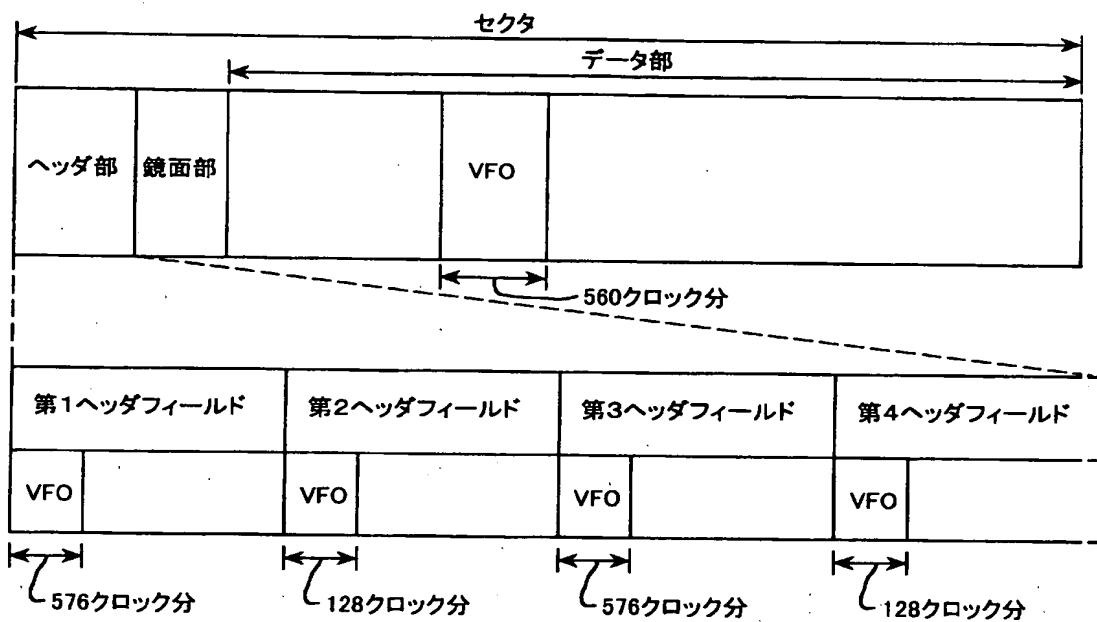 セクタ
データ部
ヘッダ部
鏡面部
VFO
560クロック分
第1ヘッダフィールド
第2ヘッダフィールド
第3ヘッダフィールド
第4ヘッダフィールド
VFO
VFO
VFO
VFO
576クロック分
128クロック分
576クロック分
128クロック分